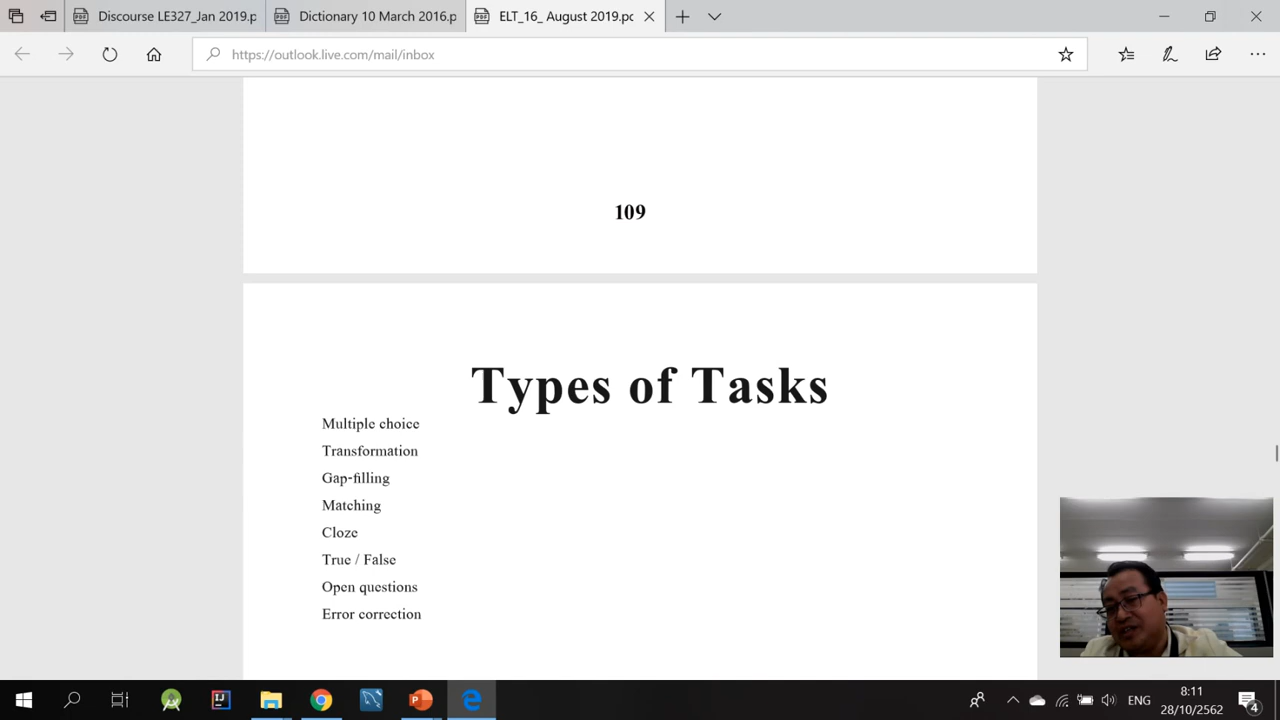 Discourse LE327_Jan 2019.p
Dictionary 10 March 2016.p
ELT_16_ August 2019.pc
https://outlook.live.com/mail/inbox
109
Types of Tasks
Multiple choice
Transformation
Gap-filling
Matching
Cloze
True / False
Open questions
Error correction
ENG
8:11
28/10/2562
4